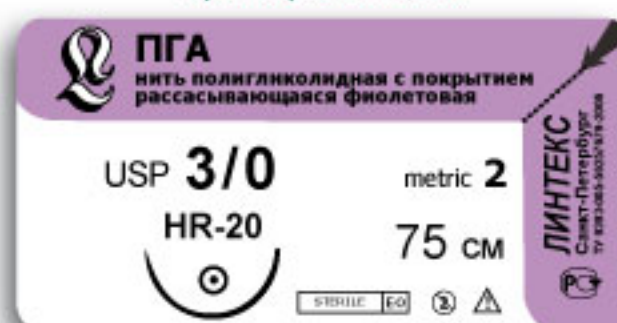 ПГА
нить полигликолидная с покрытием
рассасывающаяся фиолетовая
USP 3/0
metric 2
HR-20
75 см
STERILE EO
ЛИНТЕКС
Санкт-Петербург